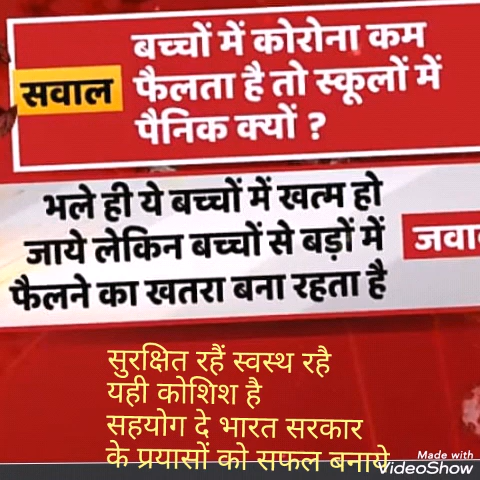 सवाल
बच्चों में कोरोना कम
फैलता है तो स्कूलों में
पैनिक क्यों ?
भले ही ये बच्चों में खत्म हो
जाये लेकिन बच्चों से बड़ों में
फैलने का खतरा बना रहता है
सुरक्षित रहैं स्वस्थ रहै
यही कोशिश है
सहयोग दे भारत सरकार
के प्रयासों को सफल बनाये
Made with
VideoShow